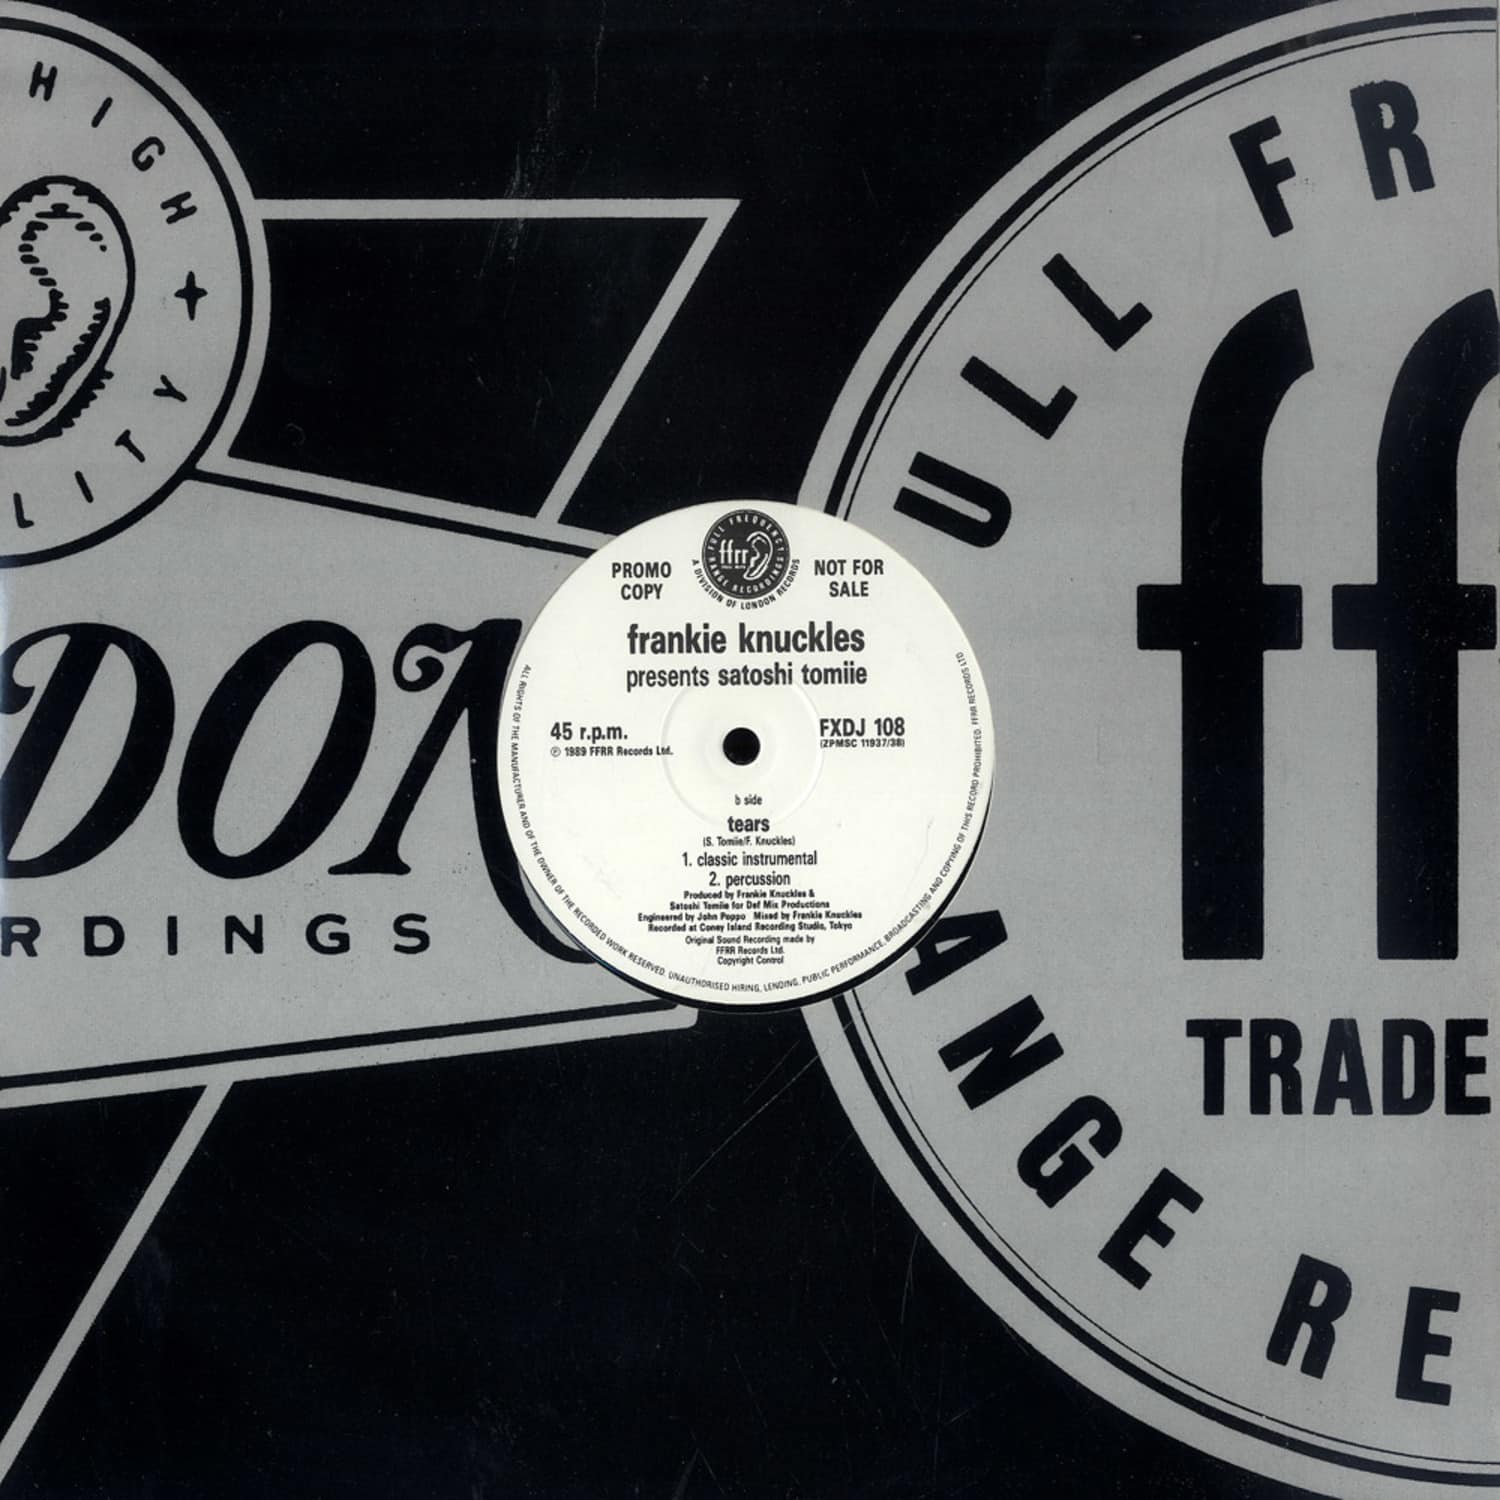 HIGH
LITY
DON
RDINGS
ULL FR
ff
TRADE
ANGE RE
FULL FREQUENCY
ffrr
RANGE RECORDINGS
A DIVISION OF LONDON RECORDS
PROMO
COPY
NOT FOR
SALE
frankie knuckles
presents satoshi tomiie
45 r.p.m.
℗ 1989 FFRR Records Ltd.
FXDJ 108
(ZPMSC 11937/38)
b side
tears
(S. Tomiie/F. Knuckles)
1. classic instrumental
2. percussion
Produced by Frankie Knuckles &
Satoshi Tomiie for Def Mix Productions
Engineered by John Poppo Mixed by Frankie Knuckles
Recorded at Coney Island Recording Studio, Tokyo
Original Sound Recording made by
FFRR Records Ltd.
Copyright Control
ALL RIGHTS OF THE MANUFACTURER AND OF THE OWNER OF THE RECORDED WORK RESERVED. UNAUTHORISED HIRING, LENDING, PUBLIC PERFORMANCE, BROADCASTING AND COPYING OF THIS RECORD PROHIBITED. FFRR RECORDS LTD